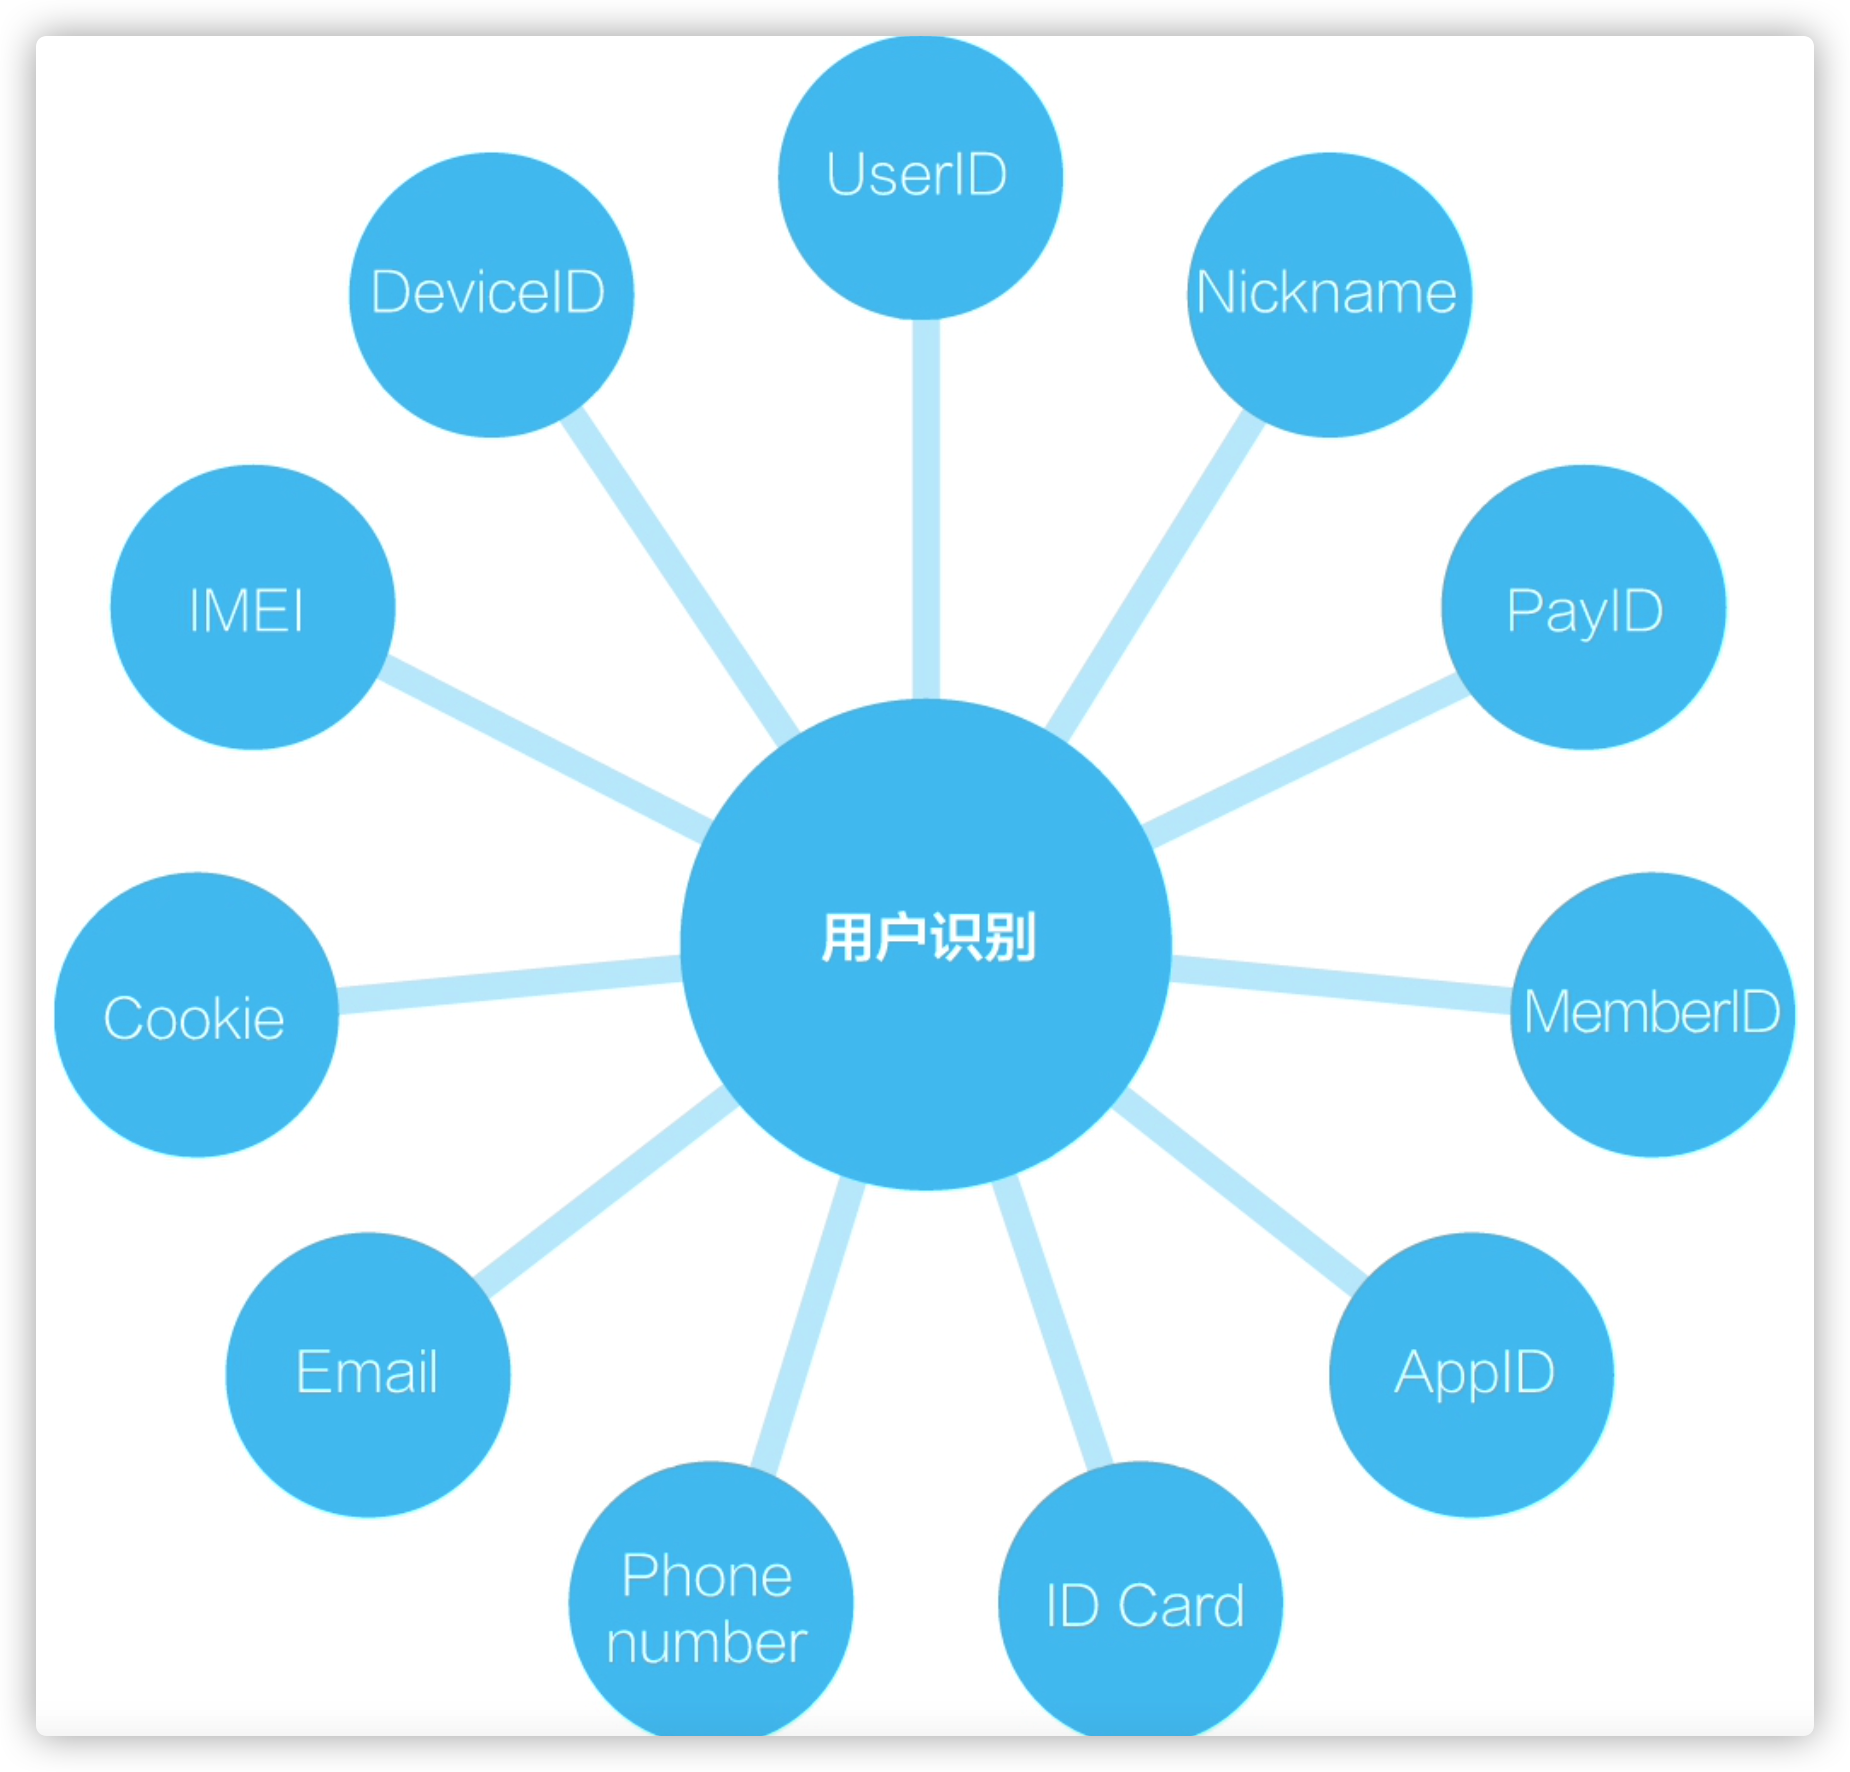 UserID
DeviceID
Nickname
IMEI
PayID
用户识别
Cookie
MemberID
Email
AppID
Phone
number
ID Card